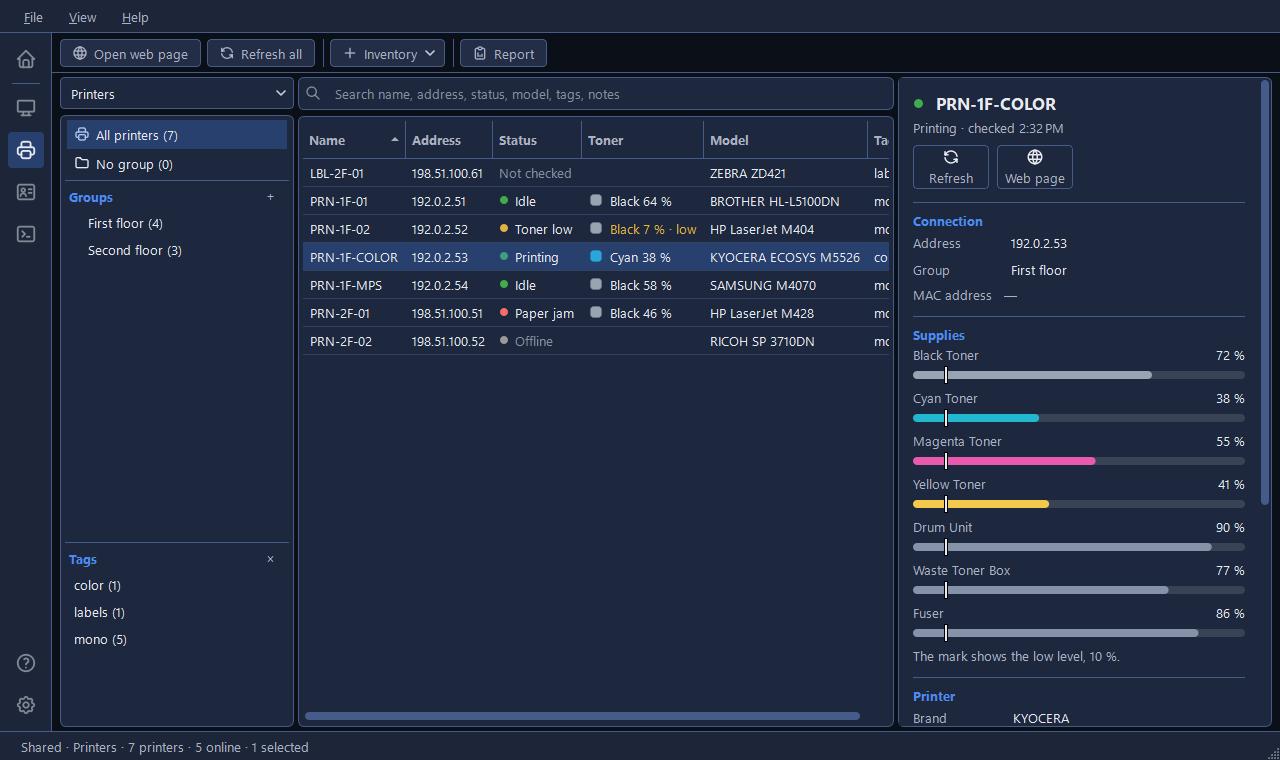 File View Help
Open web page Refresh all Inventory Report
Printers
Search name, address, status, model, tags, notes
All printers (7)
No group (0)
Groups +
First floor (4)
Second floor (3)
Tags ×
color (1)
labels (1)
mono (5)
Name Address Status Toner Model Ta
LBL-2F-01 198.51.100.61 Not checked ZEBRA ZD421 lab
PRN-1F-01 192.0.2.51 Idle Black 64 % BROTHER HL-L5100DN mo
PRN-1F-02 192.0.2.52 Toner low Black 7 % · low HP LaserJet M404 mo
PRN-1F-COLOR 192.0.2.53 Printing Cyan 38 % KYOCERA ECOSYS M5526 co
PRN-1F-MPS 192.0.2.54 Idle Black 58 % SAMSUNG M4070 mo
PRN-2F-01 198.51.100.51 Paper jam Black 46 % HP LaserJet M428 mo
PRN-2F-02 198.51.100.52 Offline RICOH SP 3710DN mo
PRN-1F-COLOR
Printing · checked 2:32 PM
Refresh Web page
Connection
Address 192.0.2.53
Group First floor
MAC address —
Supplies
Black Toner 72 %
Cyan Toner 38 %
Magenta Toner 55 %
Yellow Toner 41 %
Drum Unit 90 %
Waste Toner Box 77 %
Fuser 86 %
The mark shows the low level, 10 %.
Printer
Brand KYOCERA
Shared · Printers · 7 printers · 5 online · 1 selected